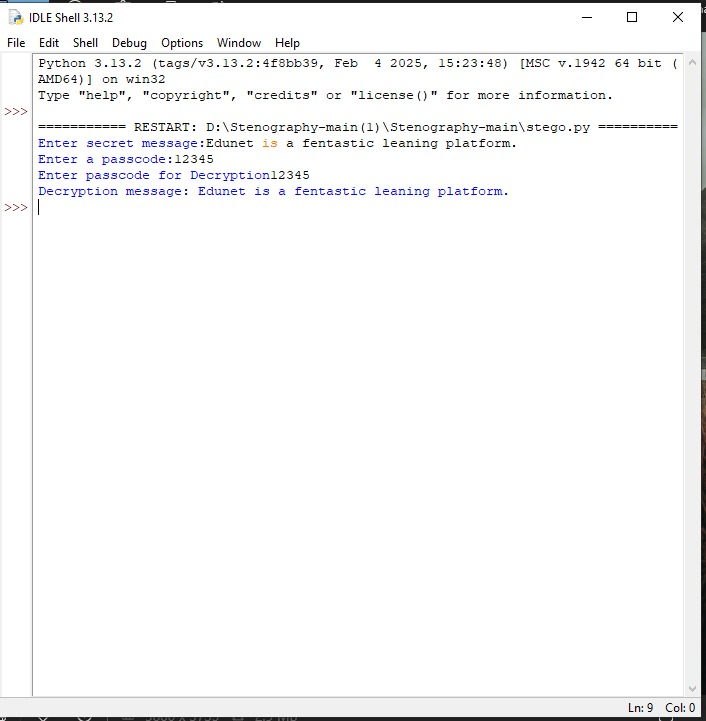 IDLE Shell 3.13.2
File Edit Shell Debug Options Window Help
Python 3.13.2 (tags/v3.13.2:4f8bb39, Feb  4 2025, 15:23:48) [MSC v.1942 64 bit (
AMD64)] on win32
Type "help", "copyright", "credits" or "license()" for more information.
>>>
=========== RESTART: D:\Stenography-main(1)\Stenography-main\stego.py ==========
Enter secret message:Edunet is a fentastic leaning platform.
Enter a passcode:12345
Enter passcode for Decryption12345
Decryption message: Edunet is a fentastic leaning platform.
>>>
Ln: 9 Col: 0